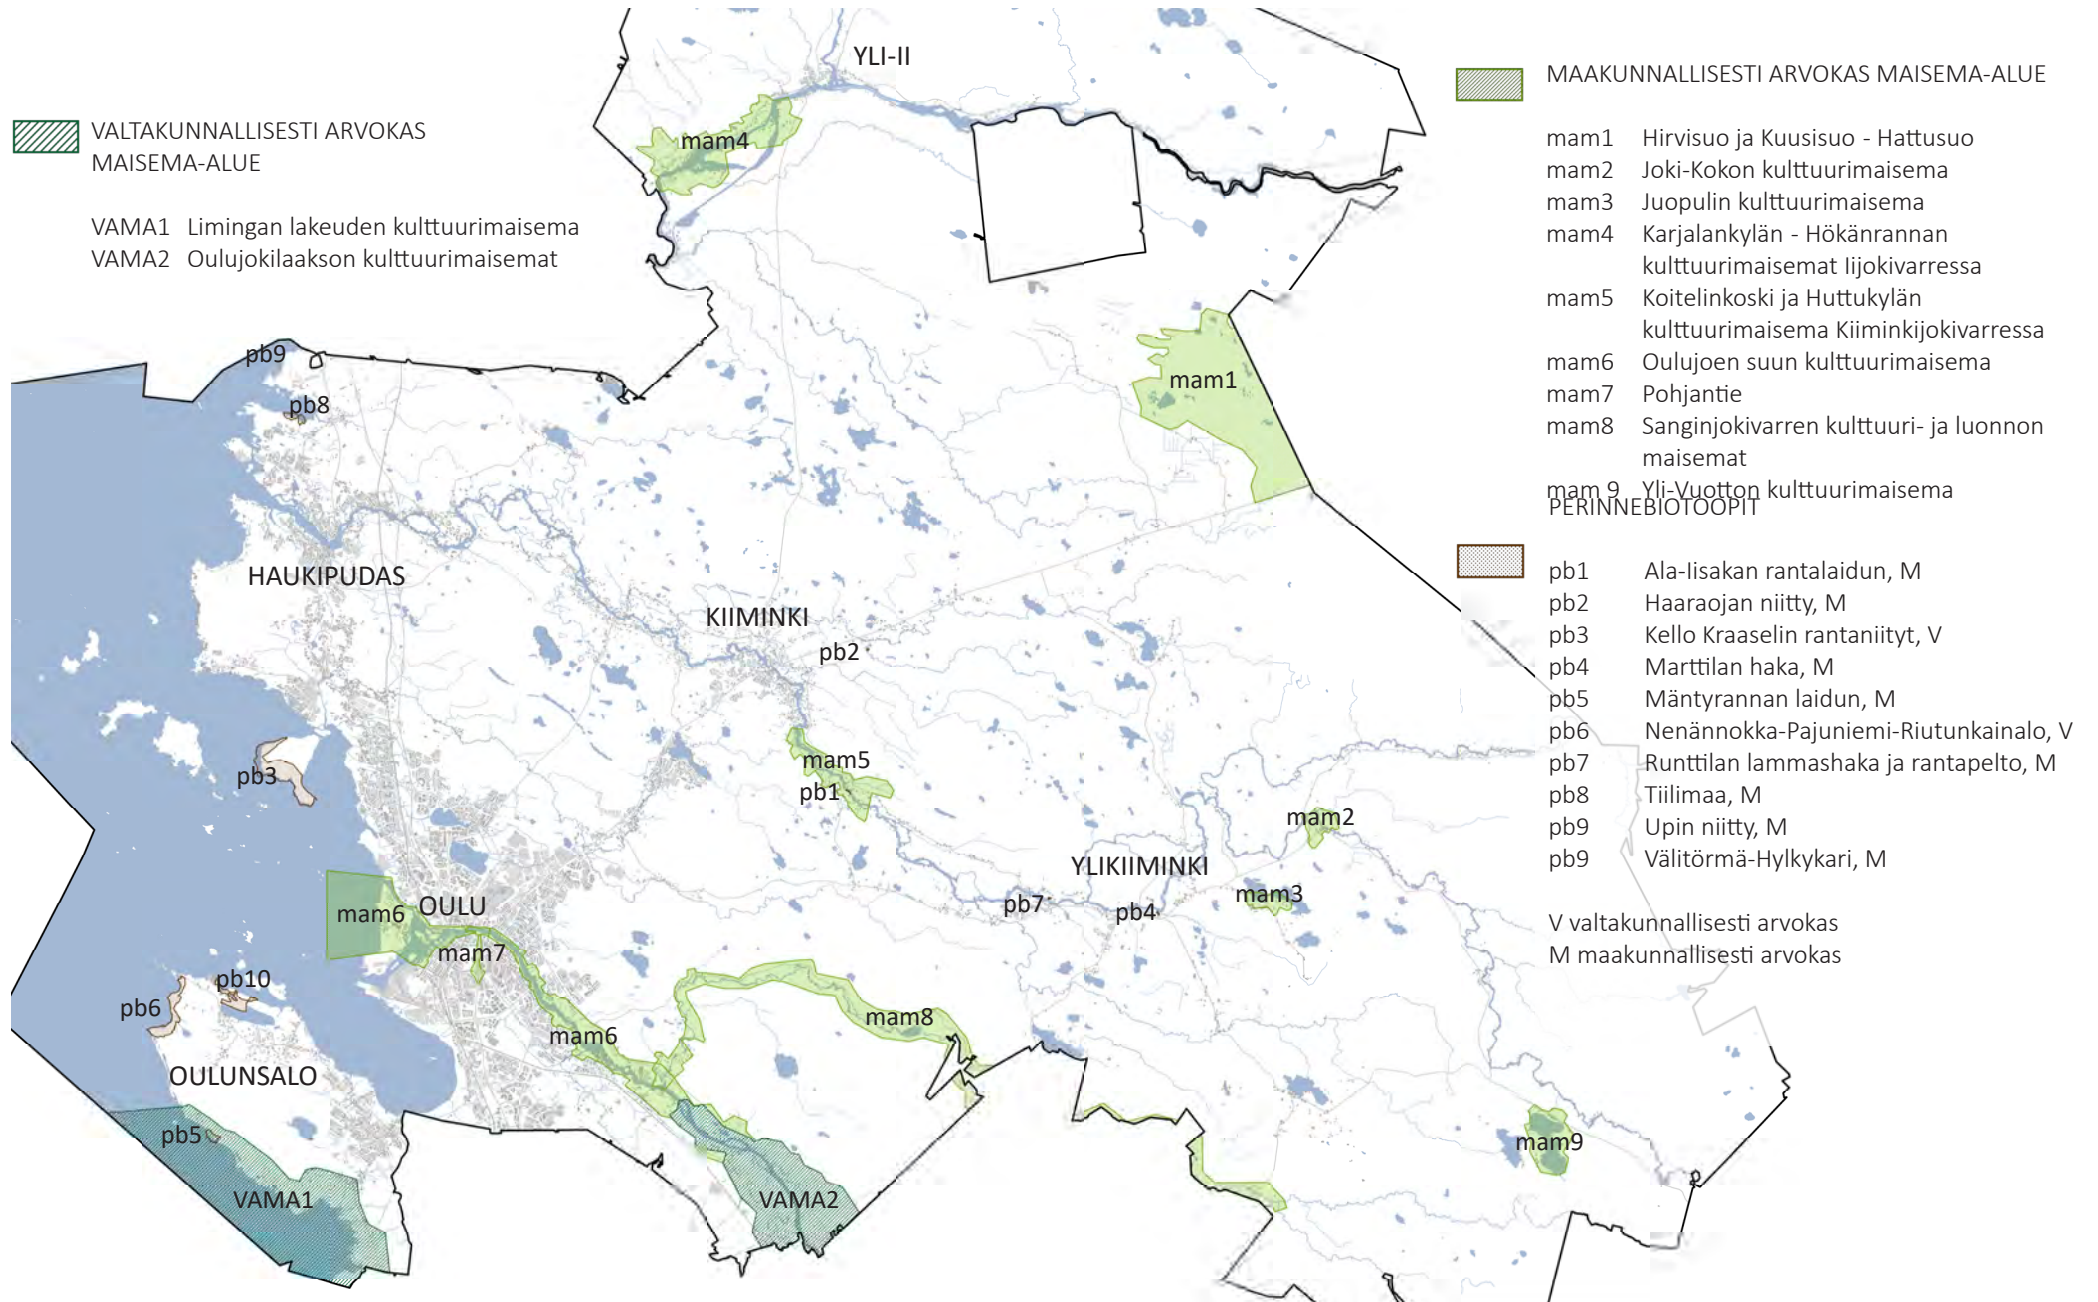 VALTAKUNNALLISESTI ARVOKAS
MAISEMA-ALUE
VAMA1 Limingan lakeuden kulttuurimaisema
VAMA2 Oulujokilaakson kulttuurimaisemat
MAAKUNNALLISESTI ARVOKAS MAISEMA-ALUE
mam1 Hirvisuo ja Kuusisuo - Hattusuo
mam2 Joki-Kokon kulttuurimaisema
mam3 Juopulin kulttuurimaisema
mam4 Karjalankylän - Hökänrannan
kulttuurimaisemat Iijokivarressa
mam5 Koitelinkoski ja Huttukylän
kulttuurimaisema Kiiminkijokivarressa
mam6 Oulujoen suun kulttuurimaisema
mam7 Pohjantie
mam8 Sanginjokivarren kulttuuri- ja luonnon
maisemat
mam 9 Yli-Vuotton kulttuurimaisema
PERINNEBIOTOOPIT
pb1 Ala-Iisakan rantalaidun, M
pb2 Haaraojan niitty, M
pb3 Kello Kraaselin rantaniityt, V
pb4 Marttilan haka, M
pb5 Mäntyrannan laidun, M
pb6 Nenännokka-Pajuniemi-Riutunkainalo, V
pb7 Runttilan lammashaka ja rantapelto, M
pb8 Tiilimaa, M
pb9 Upin niitty, M
pb9 Välitörmä-Hylkykari, M
V valtakunnallisesti arvokas
M maakunnallisesti arvokas
YLI-II
mam4
pb9
mam1
pb8
HAUKIPUDAS
KIIMINKI
pb2
mam5
pb3
pb1
mam2
YLIKIIMINKI
mam3
mam6
OULU
pb7
pb4
mam7
pb10
pb6
mam8
mam6
OULUNSALO
pb5
mam9
VAMA1
VAMA2